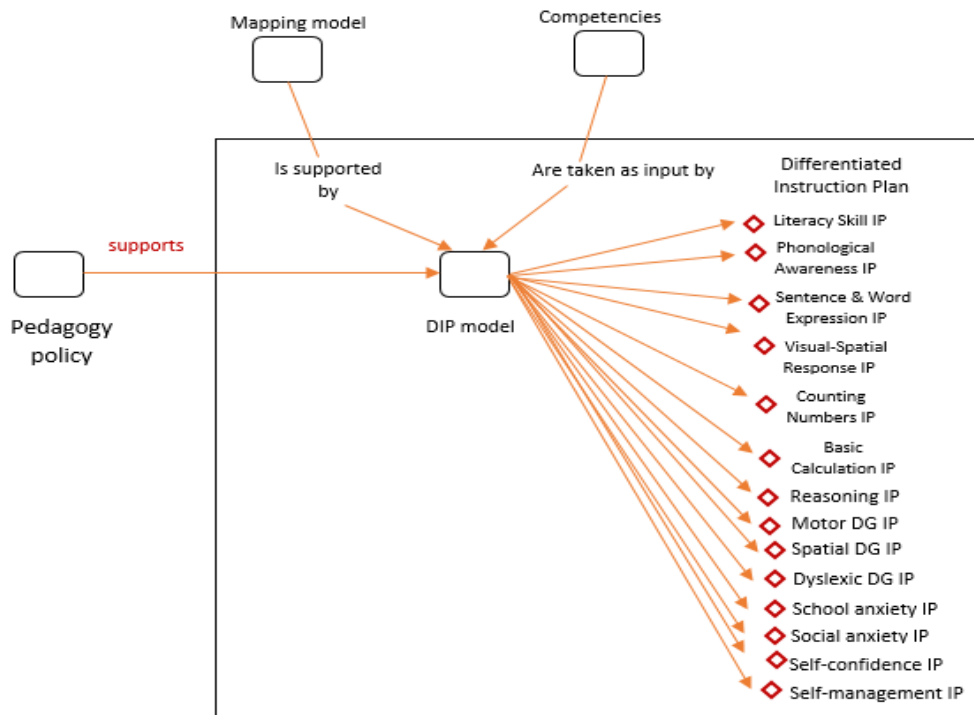 Mapping model
Competencies
Is supported
by
Are taken as input by
Differentiated
Instruction Plan
supports
Pedagogy
policy
DIP model
Literacy Skill IP
Phonological
Awareness IP
Sentence & Word
Expression IP
Visual-Spatial
Response IP
Counting
Numbers IP
Basic
Calculation IP
Reasoning IP
Motor DG IP
Spatial DG IP
Dyslexic DG IP
School anxiety IP
Social anxiety IP
Self-confidence IP
Self-management IP